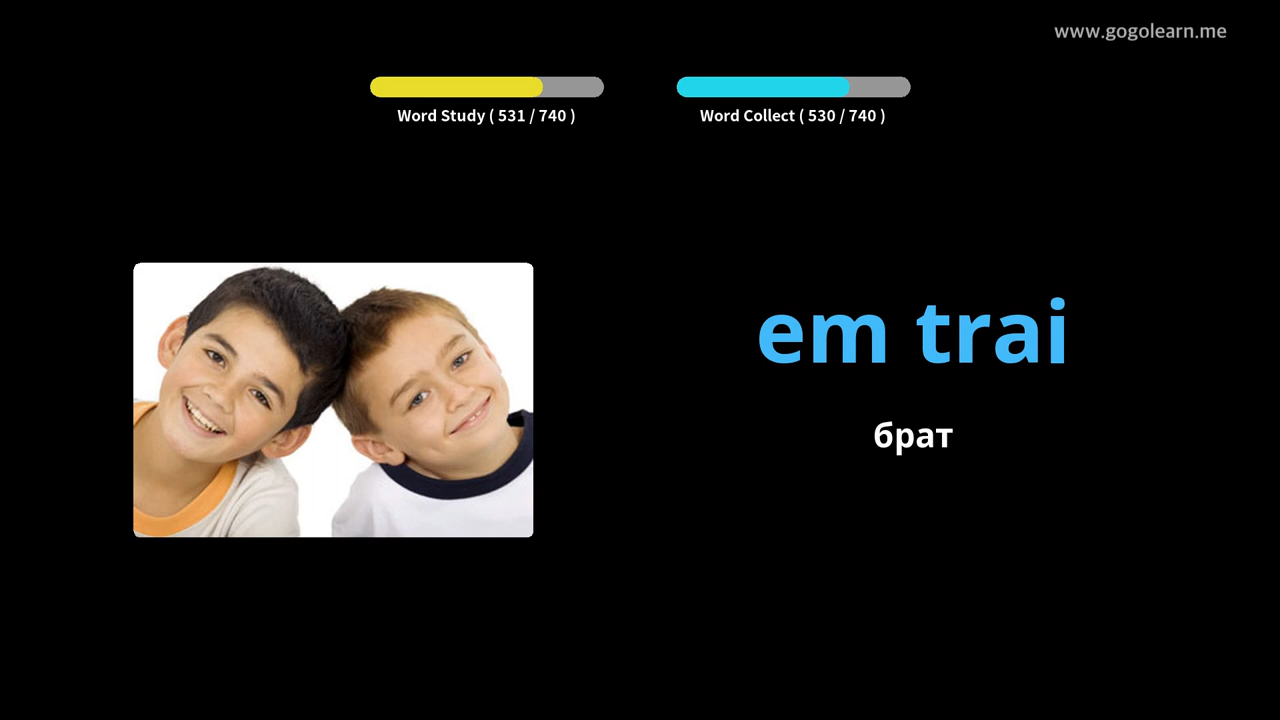 www.gogolearn.me
Word Study ( 531 / 740 )
Word Collect ( 530 / 740 )
em trai
брат